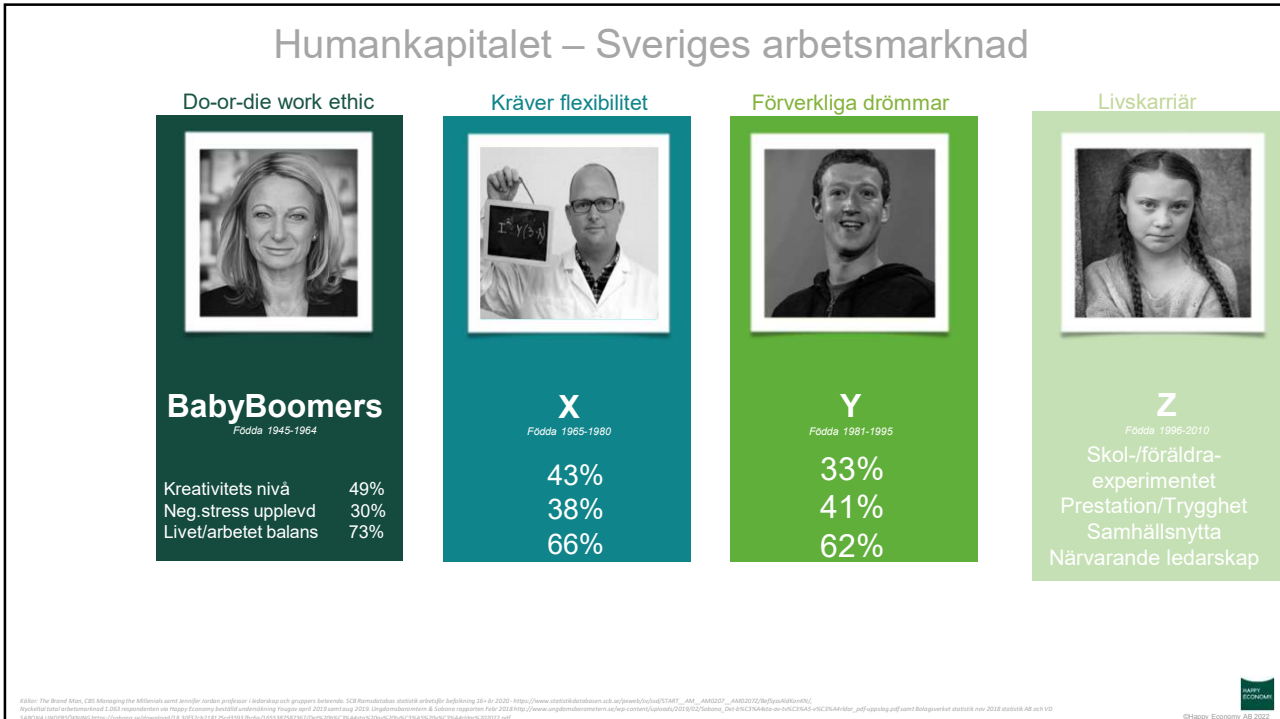 Humankapitalet – Sveriges arbetsmarknad
Do-or-die work ethic
BabyBoomers
Födda 1945-1964
Kreativitets nivå 49%
Neg.stress upplevd 30%
Livet/arbetet balans 73%
Kräver flexibilitet
X
Födda 1965-1980
43%
38%
66%
Förverkliga drömmar
Y
Födda 1981-1995
33%
41%
62%
Livskarriär
Z
Födda 1996-2010
Skol-/föräldra-
experimentet
Prestation/Trygghet
Samhällsnytta
Närvarande ledarskap
HAPPY
ECONOMY
©Happy Economy AB 2022